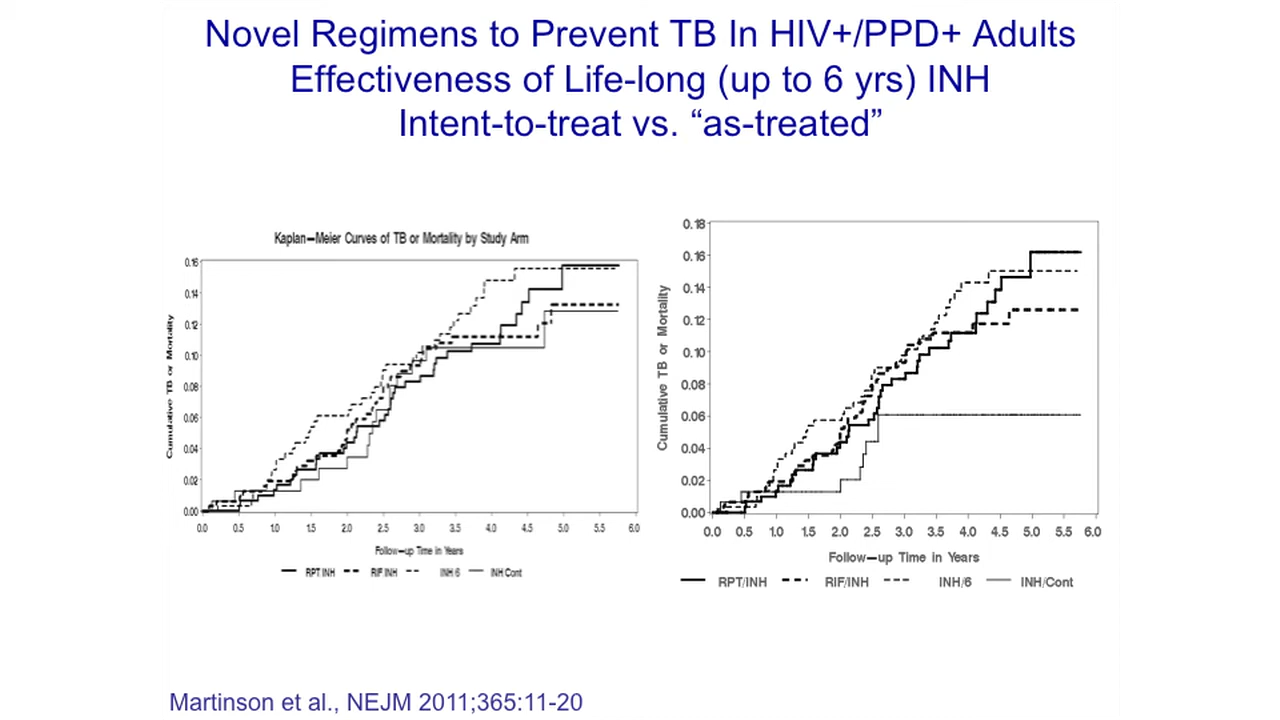 Novel Regimens to Prevent TB In HIV+/PPD+ Adults
Effectiveness of Life-long (up to 6 yrs) INH
Intent-to-treat vs. “as-treated”
Kaplan—Meier Curves of TB or Mortality by Study Arm
Cumulative TB or Mortality
0.16
0.14
0.12
0.10
0.08
0.06
0.04
0.02
0.00
0.0 0.5 1.0 1.5 2.0 2.5 3.0 3.5 4.0 4.5 5.0 5.5 6.0
Follow—up Time in Years
RPT INH RIF INH INH 6 INH Cont
Cumulative TB or Mortality
0.18
0.16
0.14
0.12
0.10
0.08
0.06
0.04
0.02
0.00
0.0 0.5 1.0 1.5 2.0 2.5 3.0 3.5 4.0 4.5 5.0 5.5 6.0
Follow—up Time in Years
RPT/INH RIF/INH INH/6 INH/Cont
Martinson et al., NEJM 2011;365:11-20